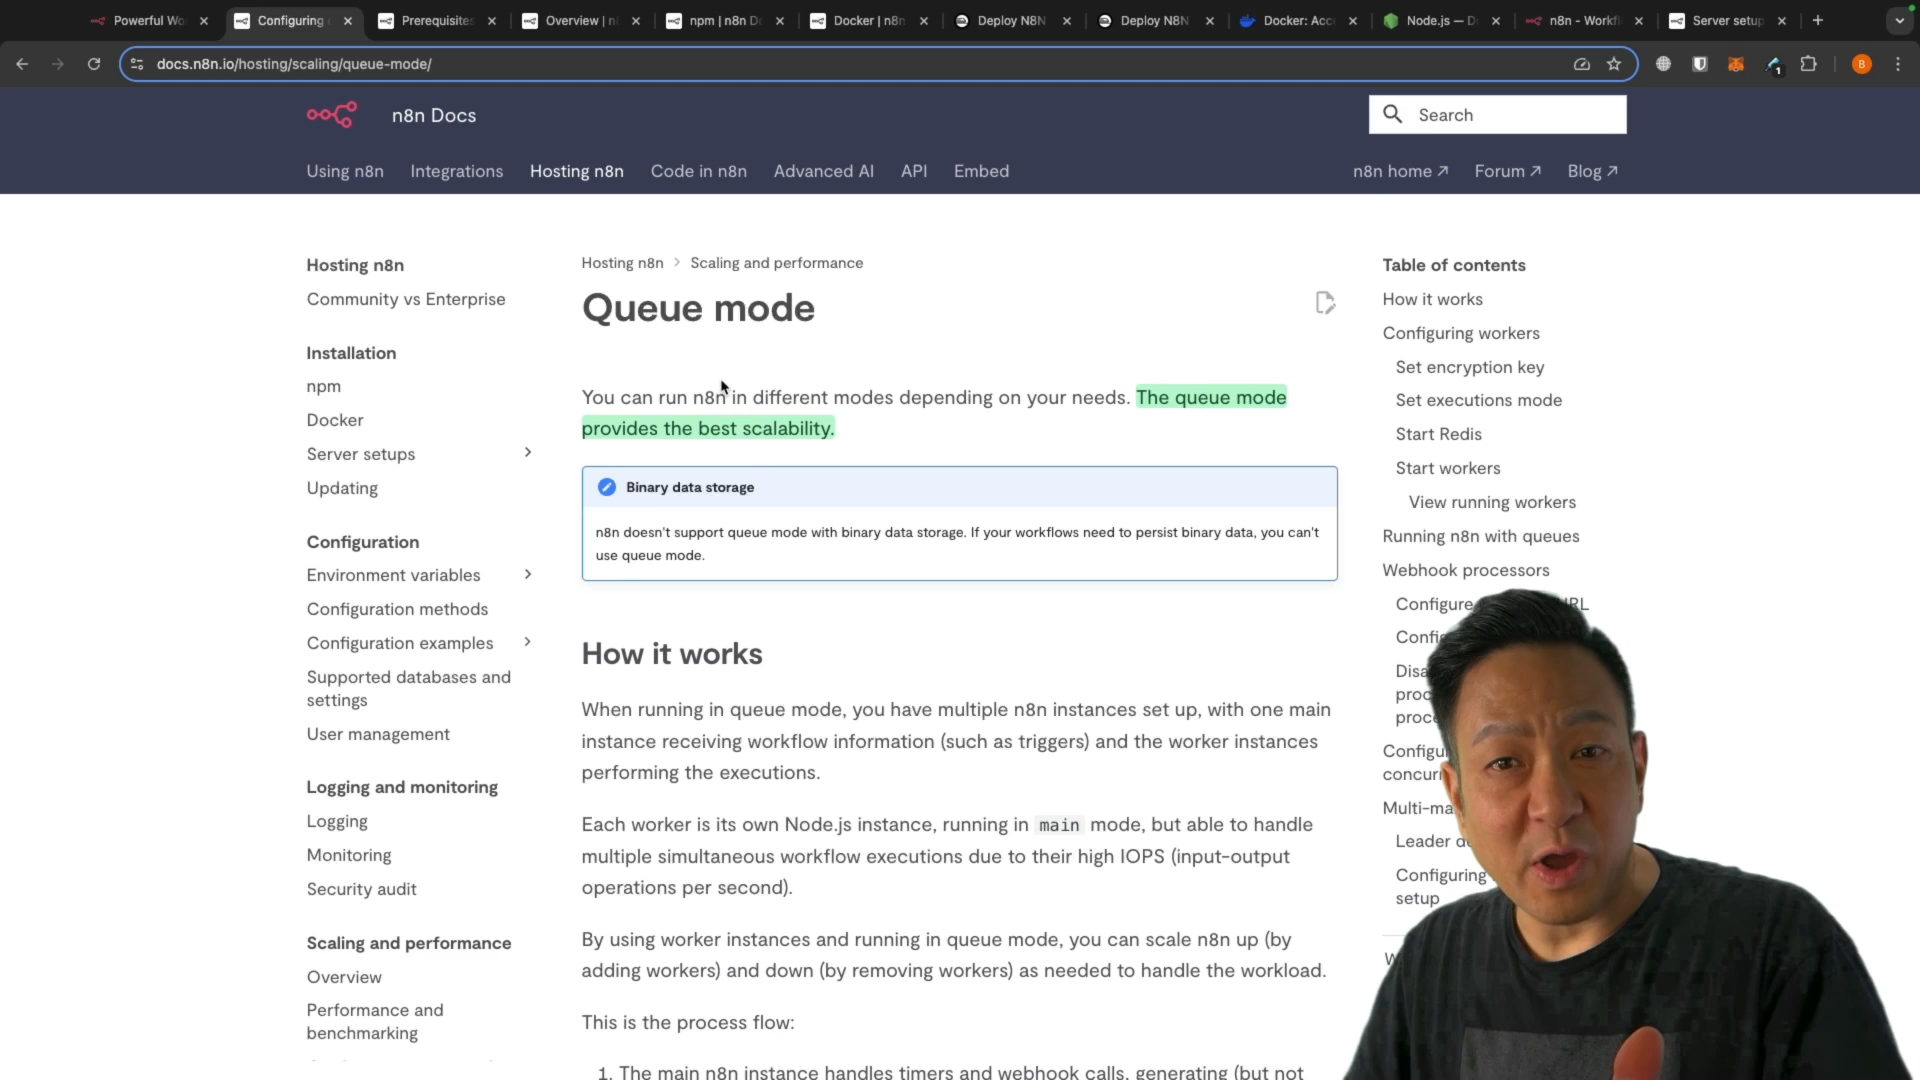 Powerful Wo
Configuring
Prerequisites
Overview | n
npm | n8n D
Docker | n8n
Deploy N8N
Deploy N8N
Docker: Acc
Node.js — D
n8n - Workfl
Server setup
docs.n8n.io/hosting/scaling/queue-mode/
1
B
n8n Docs
Search
Using n8n
Integrations
Hosting n8n
Code in n8n
Advanced AI
API
Embed
n8n home
Forum
Blog
Hosting n8n
Community vs Enterprise
Installation
npm
Docker
Server setups
Updating
Configuration
Environment variables
Configuration methods
Configuration examples
Supported databases and
settings
User management
Logging and monitoring
Logging
Monitoring
Security audit
Scaling and performance
Overview
Performance and
benchmarking
Hosting n8n > Scaling and performance
Queue mode
You can run n8n in different modes depending on your needs. The queue mode
provides the best scalability.
Binary data storage
n8n doesn't support queue mode with binary data storage. If your workflows need to persist binary data, you can't
use queue mode.
How it works
When running in queue mode, you have multiple n8n instances set up, with one main
instance receiving workflow information (such as triggers) and the worker instances
performing the executions.
Each worker is its own Node.js instance, running in main mode, but able to handle
multiple simultaneous workflow executions due to their high IOPS (input-output
operations per second).
By using worker instances and running in queue mode, you can scale n8n up (by
adding workers) and down (by removing workers) as needed to handle the workload.
This is the process flow:
1. The main n8n instance handles timers and webhook calls, generating (but not
Table of contents
How it works
Configuring workers
Set encryption key
Set executions mode
Start Redis
Start workers
View running workers
Running n8n with queues
Webhook processors
Configure
RL
Confi
Disa
proc
proce
Configu
concurr
Multi-ma
Leader d
Configuring
setup
W